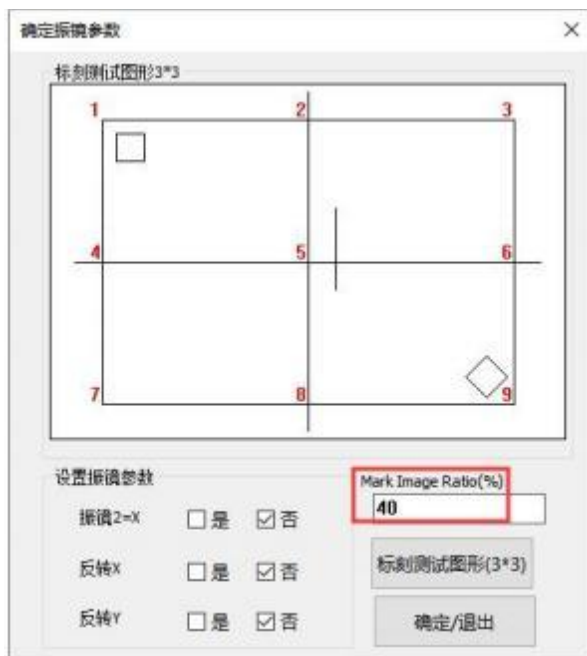 确定振镜参数
标刻测试图形3*3
1 2 3
4 5 6
7 8 9
设置振镜参数
振镜2=X 是 否
反转X 是 否
反转Y 是 否
Mark Image Ratio(%)
40
标刻测试图形(3*3)
确定/退出